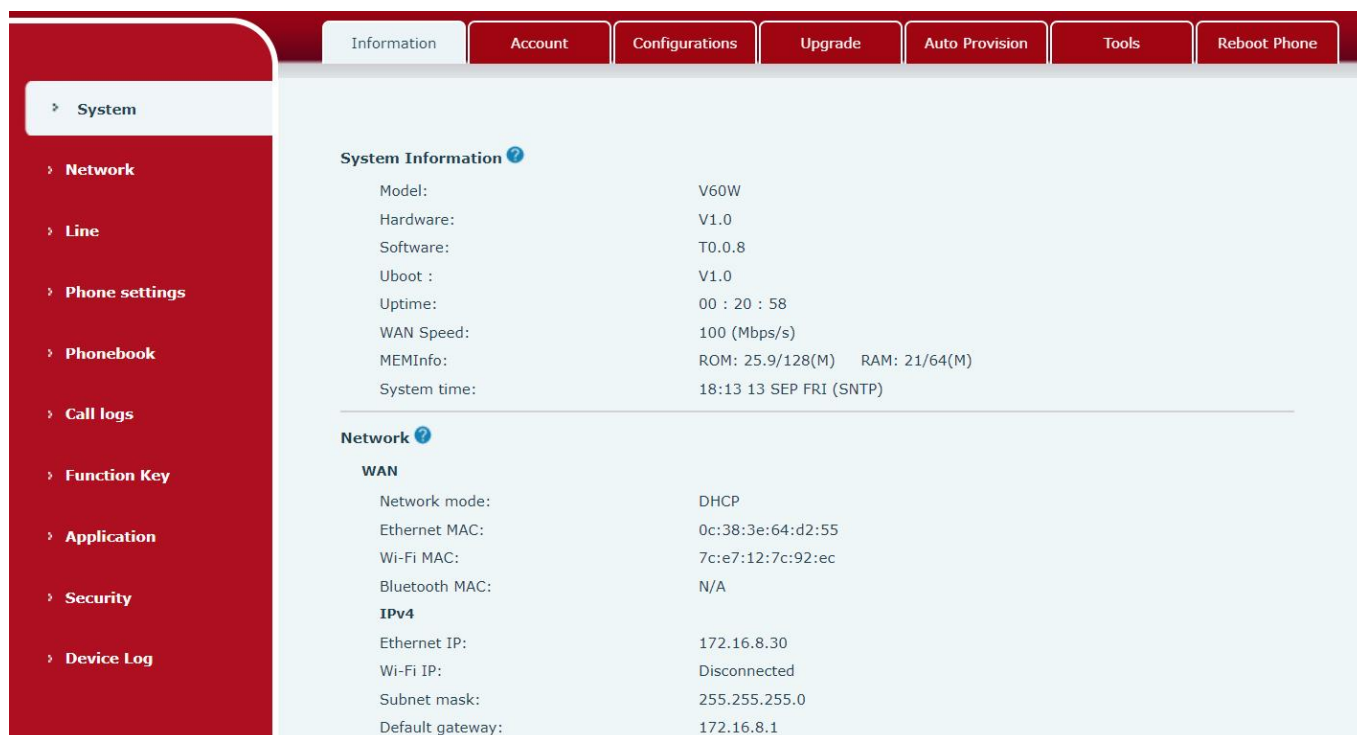 Information Account Configurations Upgrade Auto Provision Tools Reboot Phone
System
Network
Line
Phone settings
Phonebook
Call logs
Function Key
Application
Security
Device Log
System Information ?
Model: V60W
Hardware: V1.0
Software: T0.0.8
Uboot : V1.0
Uptime: 00 : 20 : 58
WAN Speed: 100 (Mbps/s)
MEMInfo: ROM: 25.9/128(M) RAM: 21/64(M)
System time: 18:13 13 SEP FRI (SNTP)
Network ?
WAN
Network mode: DHCP
Ethernet MAC: 0c:38:3e:64:d2:55
Wi-Fi MAC: 7c:e7:12:7c:92:ec
Bluetooth MAC: N/A
IPv4
Ethernet IP: 172.16.8.30
Wi-Fi IP: Disconnected
Subnet mask: 255.255.255.0
Default gateway: 172.16.8.1